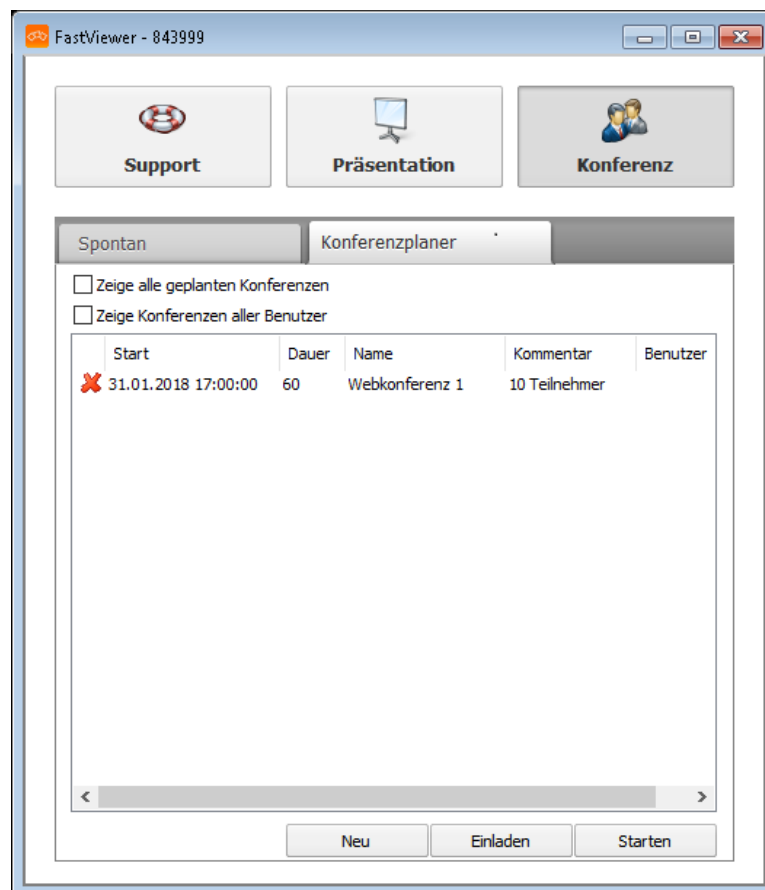 FastViewer - 843999
Support Präsentation Konferenz
Spontan Konferenzplaner
Zeige alle geplanten Konferenzen
Zeige Konferenzen aller Benutzer
Start Dauer Name Kommentar Benutzer
31.01.2018 17:00:00 60 Webkonferenz 1 10 Teilnehmer
Neu Einladen Starten